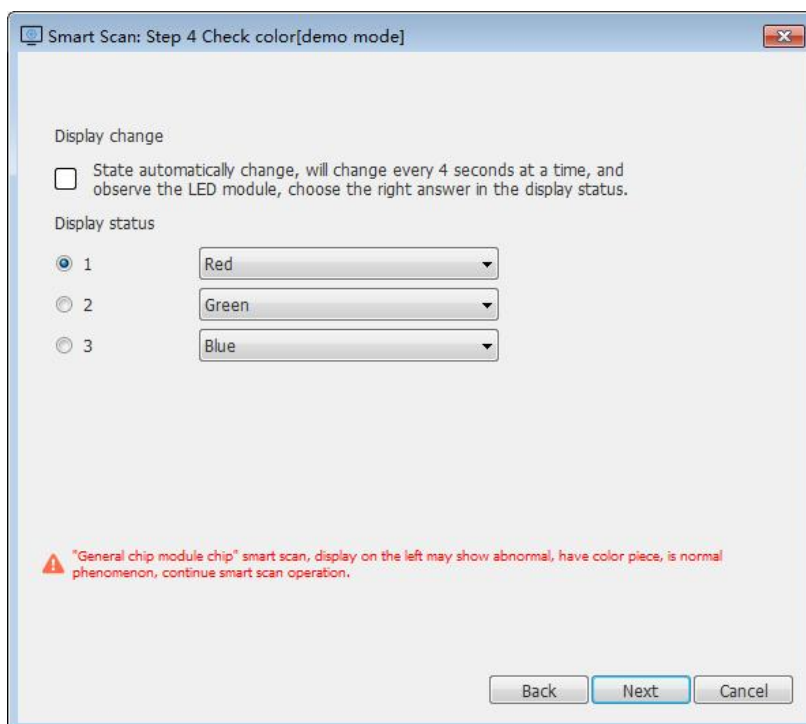 Smart Scan: Step 4 Check color[demo mode]
Display change
State automatically change, will change every 4 seconds at a time, and
observe the LED module, choose the right answer in the display status.
Display status
1 Red
2 Green
3 Blue
"General chip module chip" smart scan, display on the left may show abnormal, have color piece, is normal
phenomenon, continue smart scan operation.
Back Next Cancel